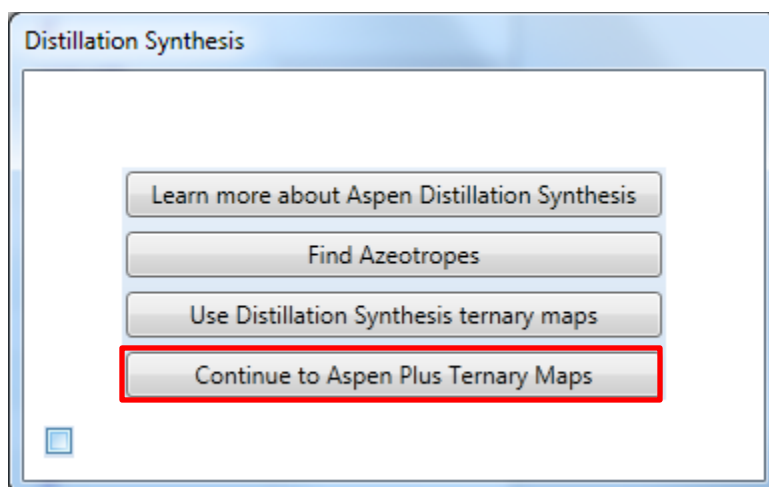 Distillation Synthesis
Learn more about Aspen Distillation Synthesis
Find Azeotropes
Use Distillation Synthesis ternary maps
Continue to Aspen Plus Ternary Maps